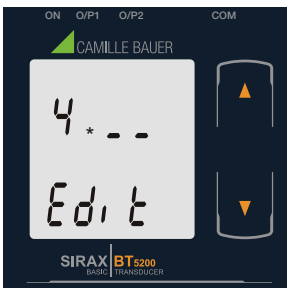 ON O/P1 O/P2 COM
CAMILLE BAUER
4 * _ _
Edit
SIRAX BT5200
BASIC TRANSDUCER